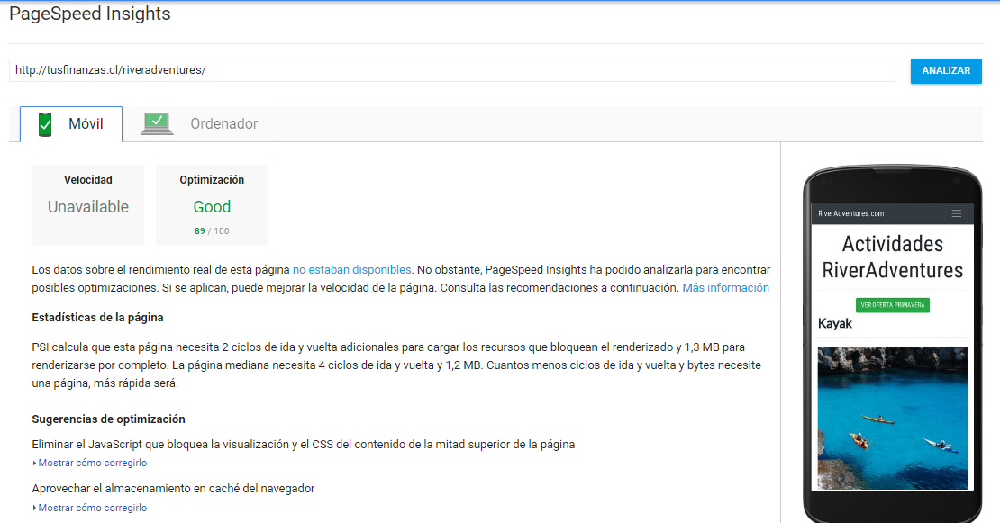 PageSpeed Insights
http://tusfinanzas.cl/riveradventures/
ANALIZAR
Móvil
Ordenador
Velocidad
Unavailable
Optimización
Good
89 / 100
Los datos sobre el rendimiento real de esta página no estaban disponibles. No obstante, PageSpeed Insights ha podido analizarla para encontrar
posibles optimizaciones. Si se aplican, puede mejorar la velocidad de la página. Consulta las recomendaciones a continuación. Más información
Estadísticas de la página
PSI calcula que esta página necesita 2 ciclos de ida y vuelta adicionales para cargar los recursos que bloquean el renderizado y 1,3 MB para
renderizarse por completo. La página mediana necesita 4 ciclos de ida y vuelta y 1,2 MB. Cuantos menos ciclos de ida y vuelta y bytes necesite
una página, más rápida será.
Sugerencias de optimización
Eliminar el JavaScript que bloquea la visualización y el CSS del contenido de la mitad superior de la página
Mostrar cómo corregirlo
Aprovechar el almacenamiento en caché del navegador
Mostrar cómo corregirlo
RiverAdventures.com
Actividades
RiverAdventures
VER OFERTA PRIMAVERA
Kayak